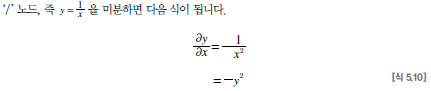 '/' 노드, 즉 y = 1/x 을 미분하면 다음 식이 됩니다.
∂y/∂x = − 1/x²
= −y² [식 5.10]